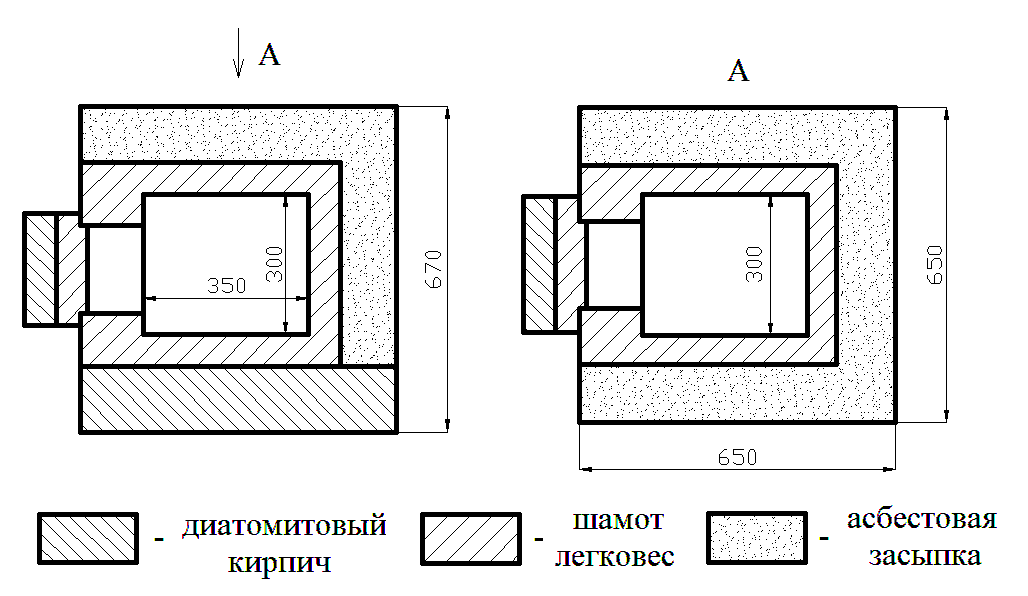 А
А
350
300
670
300
650
650
- диатомитовый
кирпич
- шамот
легковес
- асбестовая
засыпка